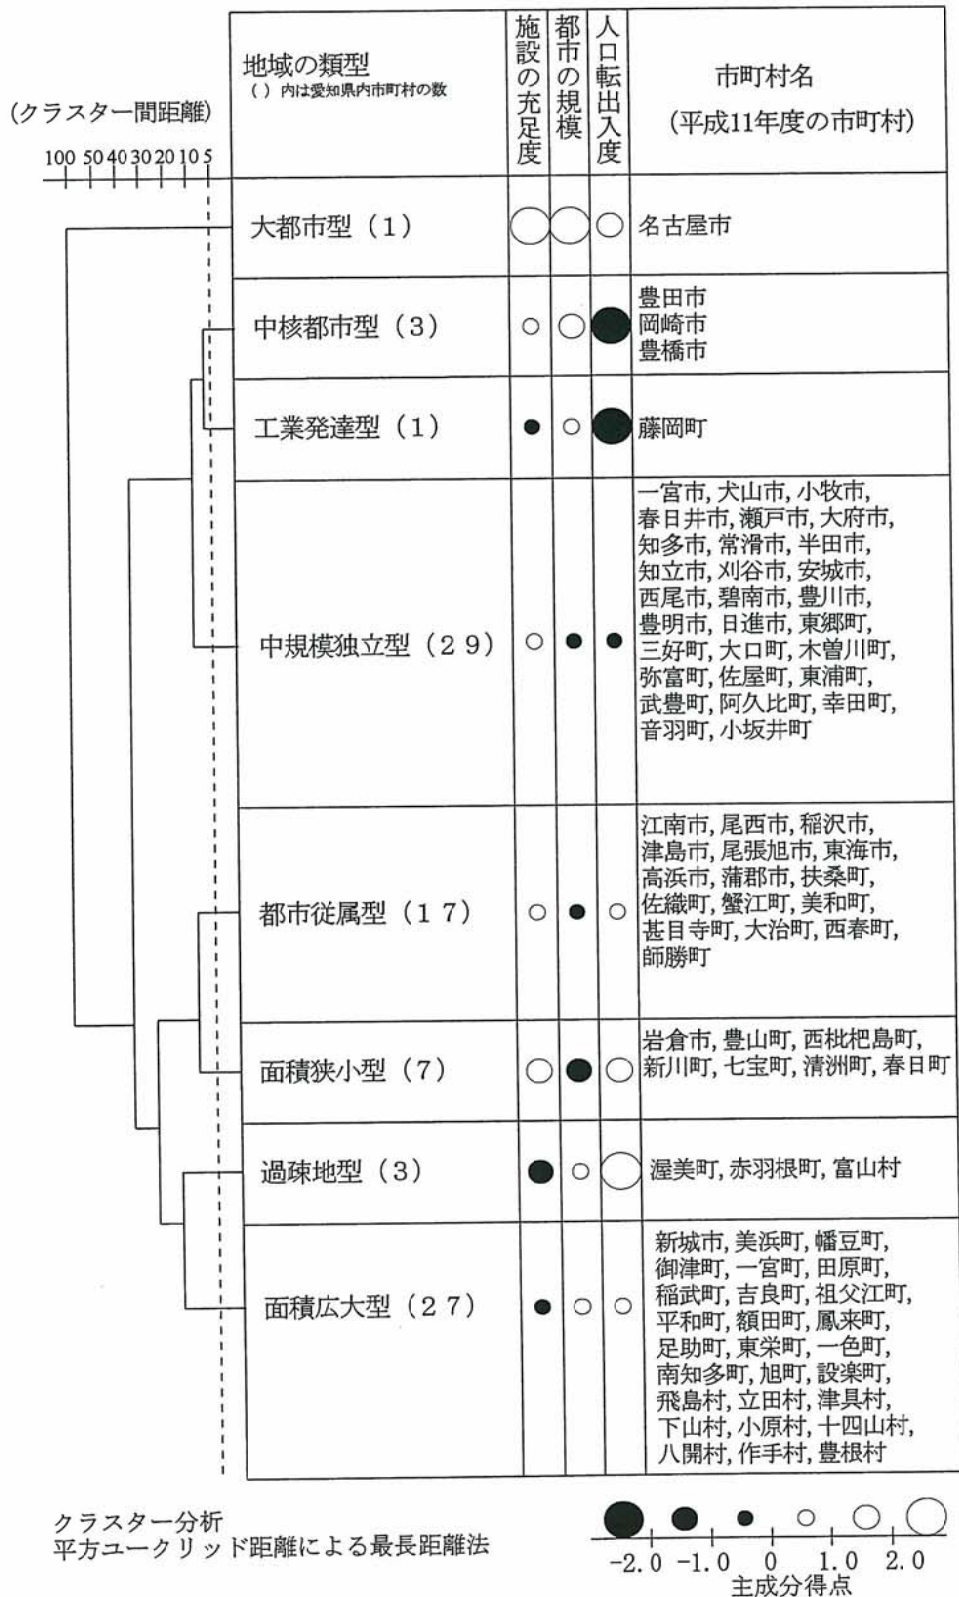 (クラスター間距離)
100 50 40 30 20 10 5
地域の類型
( ) 内は愛知県内市町村の数
施設の充足度
都市の規模
人口転出入度
市町村名
(平成11年度の市町村)
大都市型 (1)
名古屋市
中核都市型 (3)
豊田市
岡崎市
豊橋市
工業発達型 (1)
藤岡町
中規模独立型 (29)
一宮市, 犬山市, 小牧市,
春日井市, 瀬戸市, 大府市,
知多市, 常滑市, 半田市,
知立市, 刈谷市, 安城市,
西尾市, 碧南市, 豊川市,
豊明市, 日進市, 東郷町,
三好町, 大口町, 木曽川町,
弥富町, 佐屋町, 東浦町,
武豊町, 阿久比町, 幸田町,
音羽町, 小坂井町
都市従属型 (17)
江南市, 尾西市, 稲沢市,
津島市, 尾張旭市, 東海市,
高浜市, 蒲郡市, 扶桑町,
佐織町, 蟹江町, 美和町,
甚目寺町, 大治町, 西春町,
師勝町
面積狭小型 (7)
岩倉市, 豊山町, 西枇杷島町,
新川町, 七宝町, 清洲町, 春日町
過疎地型 (3)
渥美町, 赤羽根町, 富山村
面積広大型 (27)
新城市, 美浜町, 幡豆町,
御津町, 一宮町, 田原町,
稲武町, 吉良町, 祖父江町,
平和町, 額田町, 鳳来町,
足助町, 東栄町, 一色町,
南知多町, 旭町, 設楽町,
飛島村, 立田村, 津具村,
下山村, 小原村, 十四山村,
八開村, 作手村, 豊根村
クラスター分析
平方ユークリッド距離による最長距離法
-2.0 -1.0 0 1.0 2.0
主成分得点